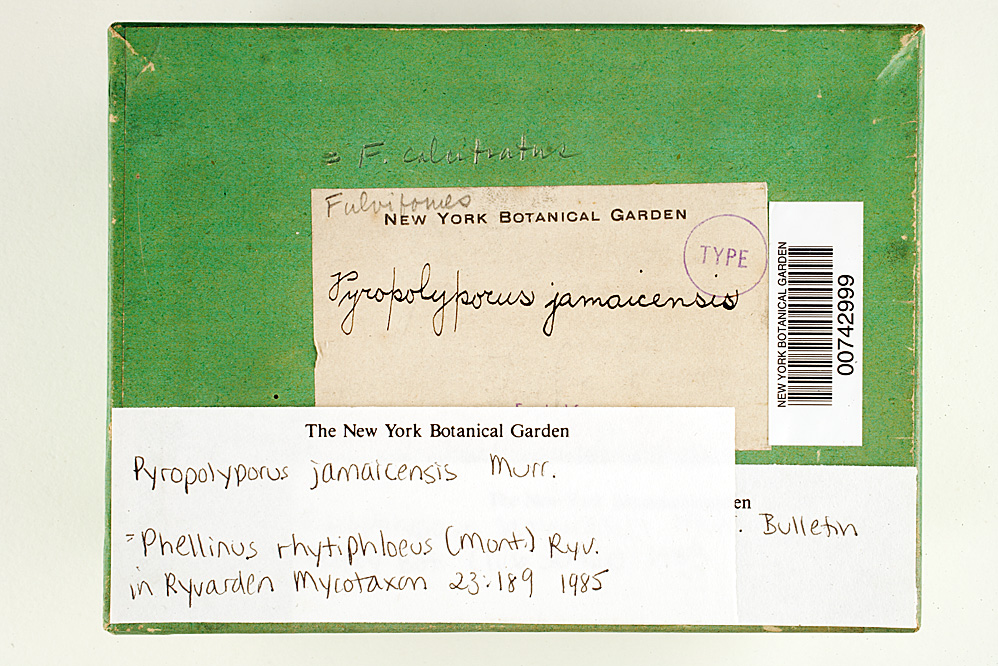 = F. calcitratus
Fulvifomes
NEW YORK BOTANICAL GARDEN
TYPE
Pyropolyporus jamaicensis
NEW YORK BOTANICAL GARDEN
00742999
The New York Botanical Garden
Pyropolyporus jamaicensis Murr.
= Phellinus rhytiphloeus (Mont.) Ryv.
in Ryvarden Mycotaxon 23:189 1985
en
. Bulletin